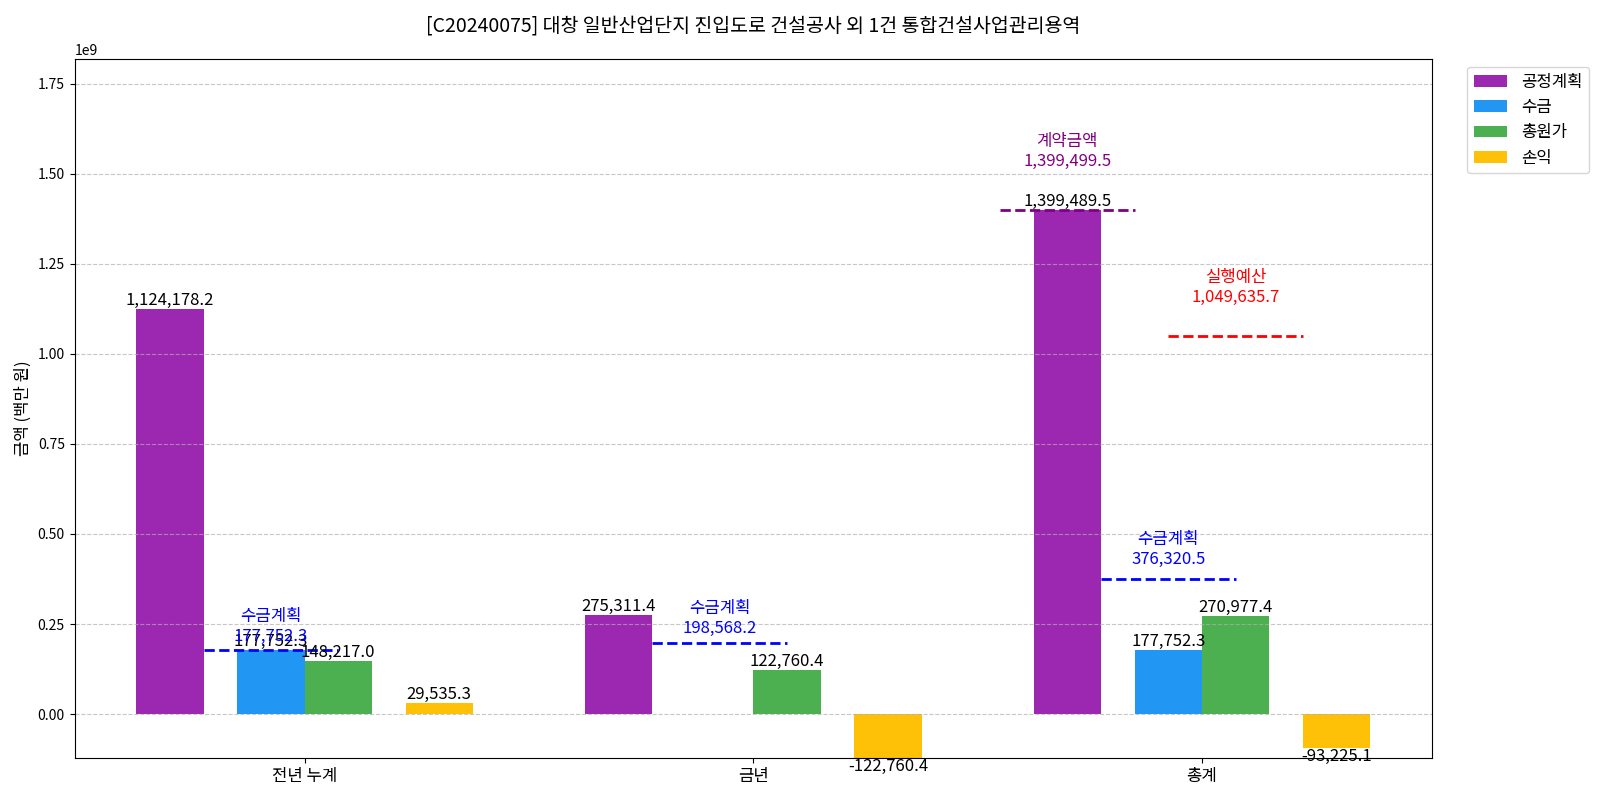 [C20240075] 대창 일반산업단지 진입도로 건설공사 외 1건 통합건설사업관리용역
1e9
금액 (백만 원)
1.75
1.50
1.25
1.00
0.75
0.50
0.25
0.00
1,124,178.2
수금계획
177,752.3
177,752.3
148,217.0
29,535.3
275,311.4
수금계획
198,568.2
122,760.4
-122,760.4
계약금액
1,399,499.5
1,399,489.5
실행예산
1,049,635.7
수금계획
376,320.5
177,752.3
270,977.4
-93,225.1
전년 누계
금년
총계
공정계획
수금
총원가
손익